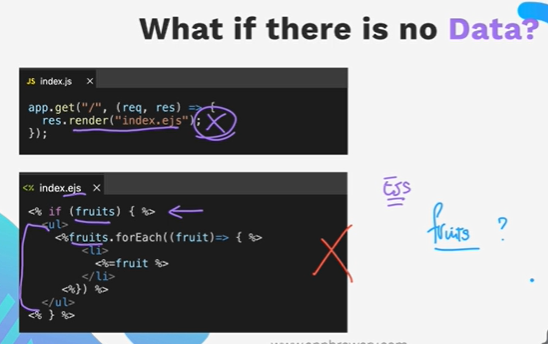 What if there is no Data?
JS index.js ×
app.get("/", (req, res) => {
res.render("index.ejs");
});
<% index.ejs ×
<% if (fruits) { %>
<ul>
<%fruits.forEach((fruit)=> { %>
<li>
<%=fruit %>
</li>
<%}) %>
</ul>
<% } %>
EJS
fruits ?